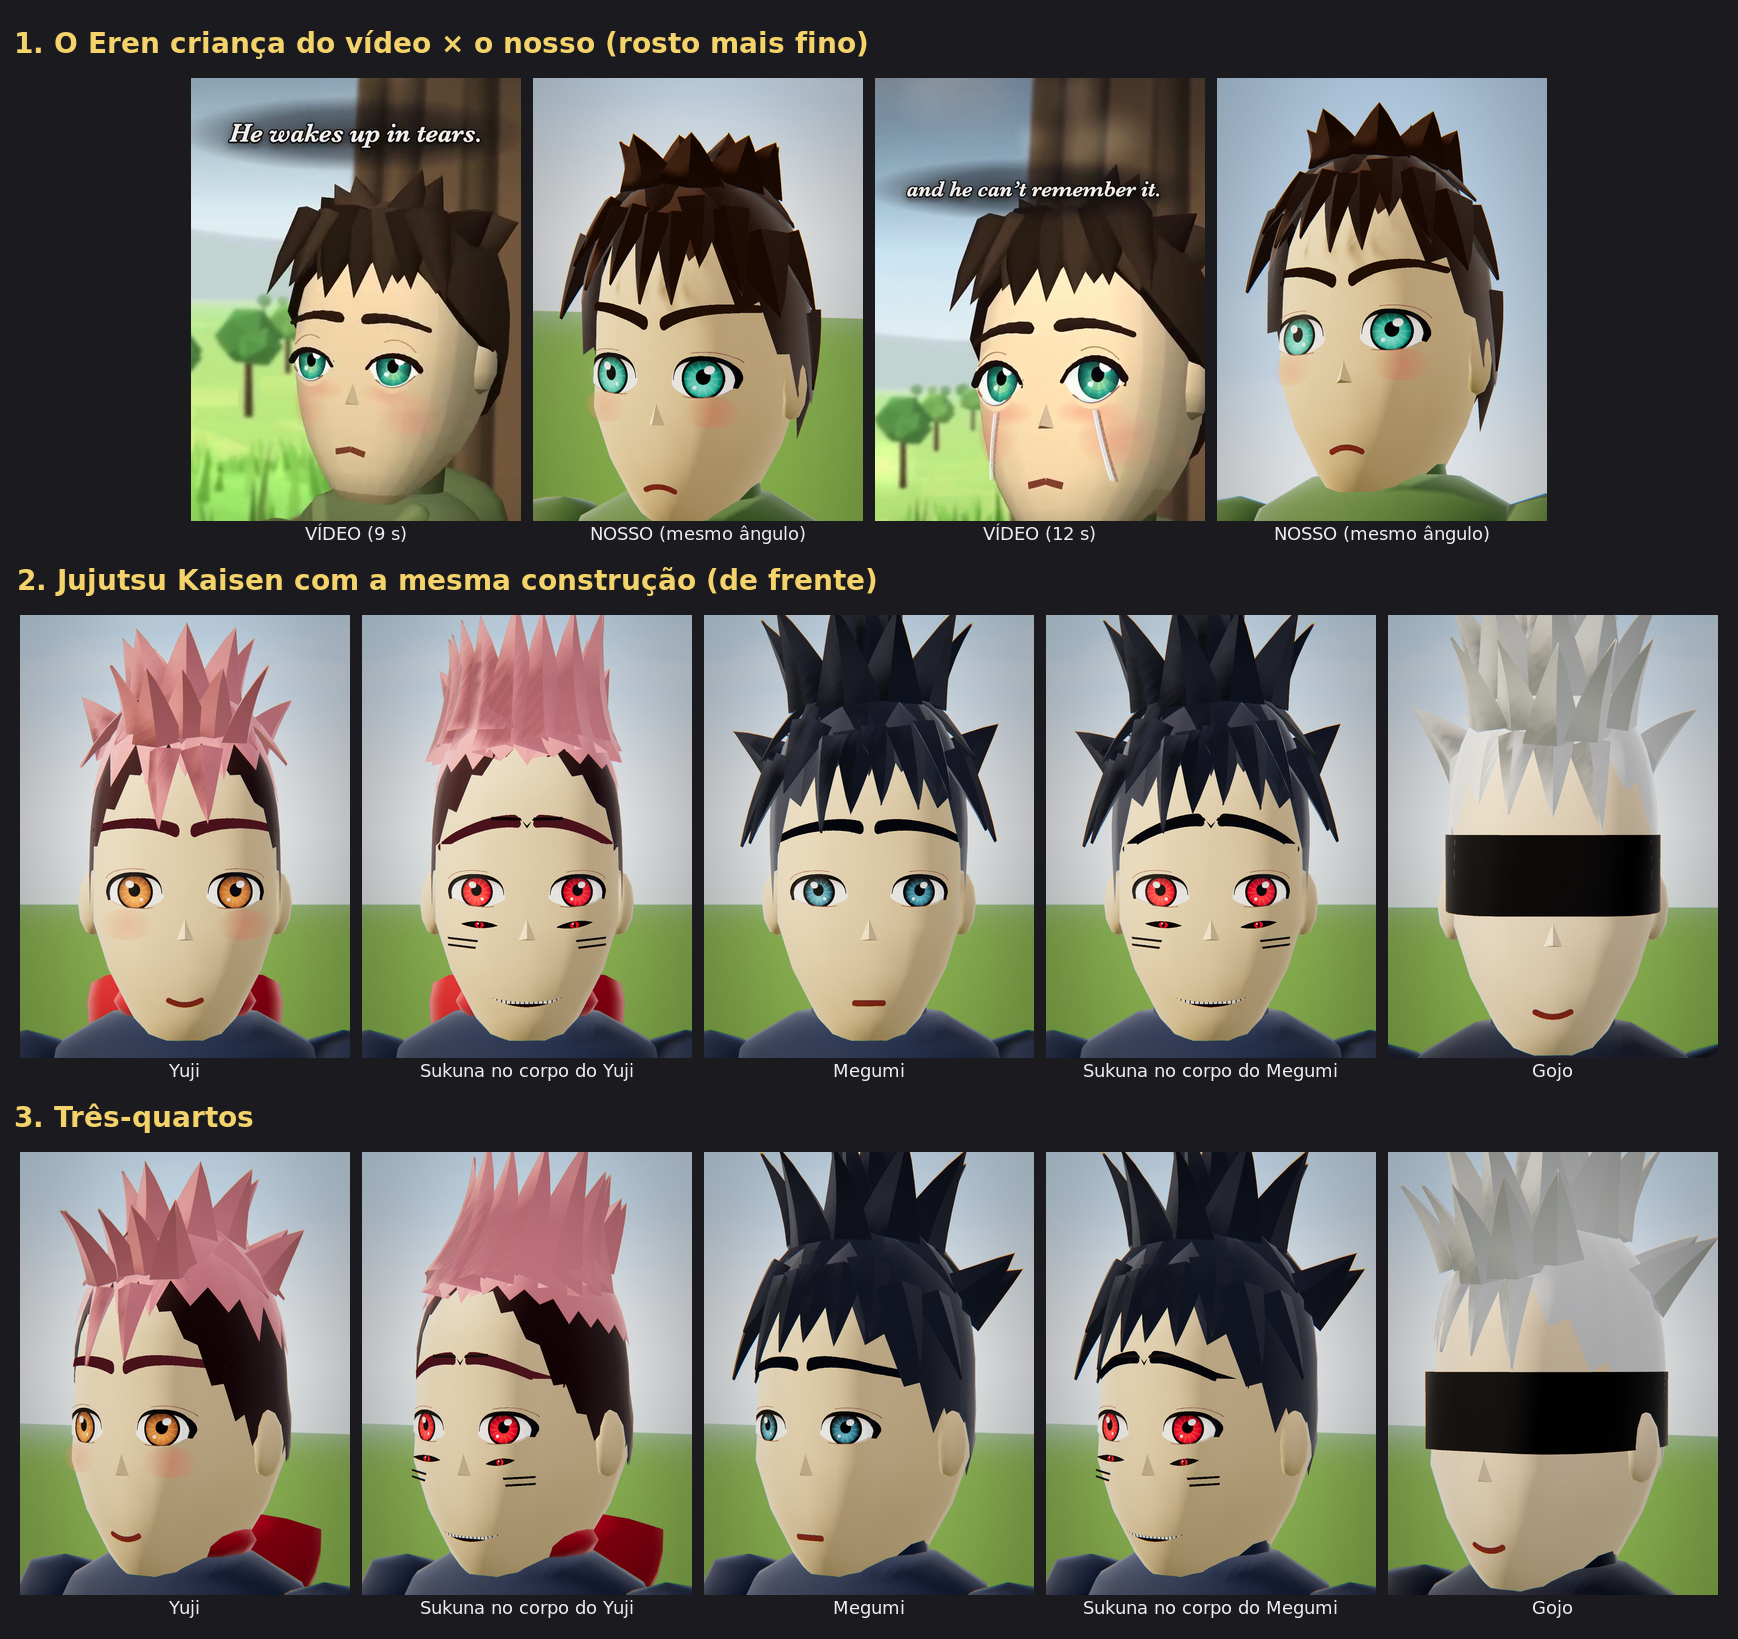 1. O Eren criança do vídeo × o nosso (rosto mais fino)
He wakes up in tears.
and he can’t remember it.
VÍDEO (9 s)
NOSSO (mesmo ângulo)
VÍDEO (12 s)
NOSSO (mesmo ângulo)
2. Jujutsu Kaisen com a mesma construção (de frente)
Yuji
Sukuna no corpo do Yuji
Megumi
Sukuna no corpo do Megumi
Gojo
3. Três-quartos
Yuji
Sukuna no corpo do Yuji
Megumi
Sukuna no corpo do Megumi
Gojo